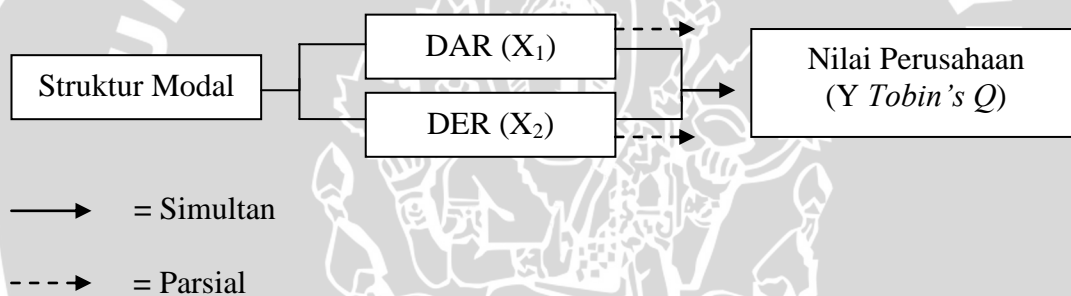 Struktur Modal
DAR (X₁)
DER (X₂)
Nilai Perusahaan
(Y Tobin’s Q)
= Simultan
= Parsial